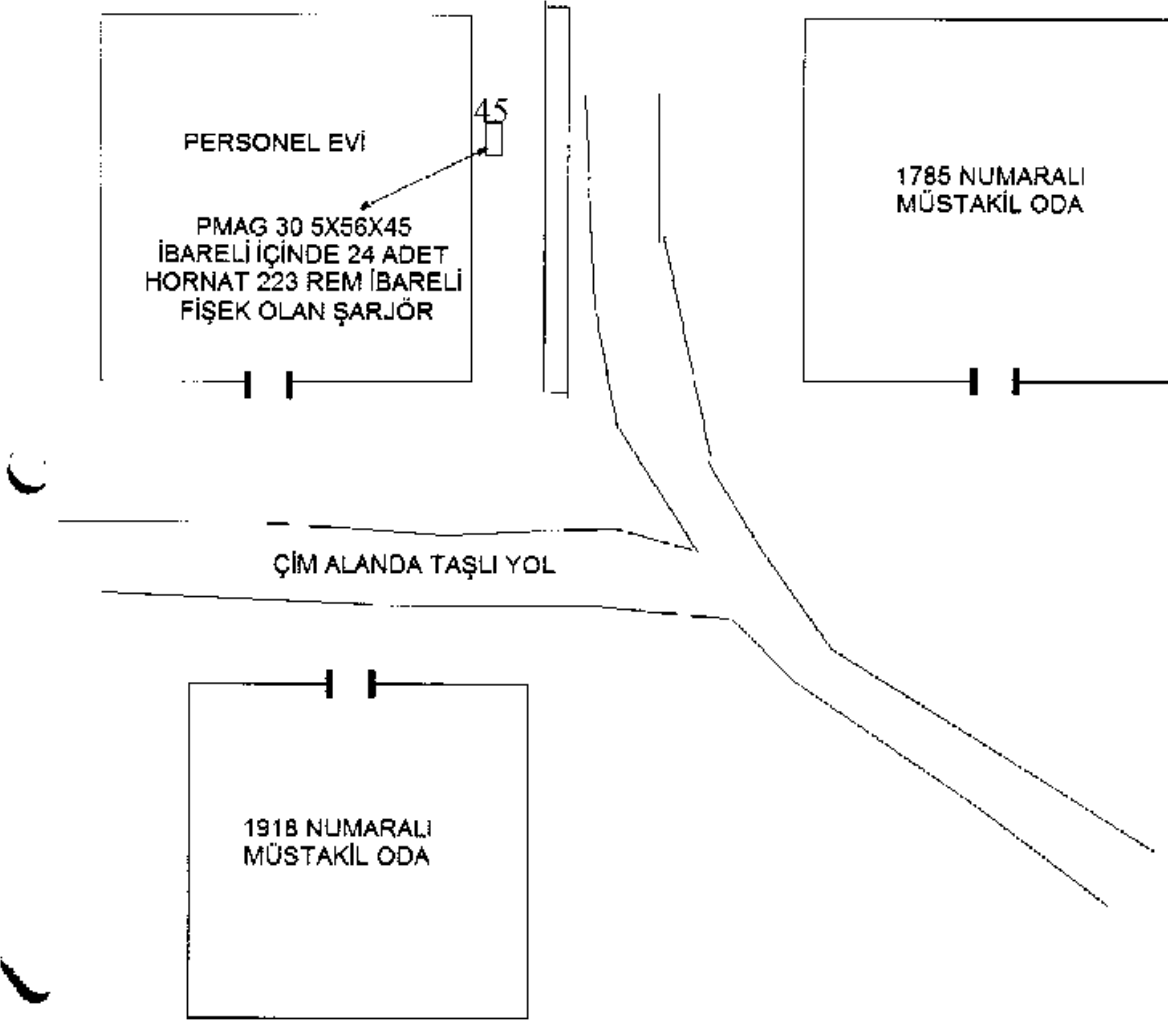 45
PERSONEL EVİ
PMAG 30 5X56X45
İBARELİ İÇİNDE 24 ADET
HORNAT 223 REM İBARELİ
FİŞEK OLAN ŞARJÖR
1785 NUMARALI
MÜSTAKİL ODA
ÇİM ALANDA TAŞLI YOL
1918 NUMARALI
MÜSTAKİL ODA